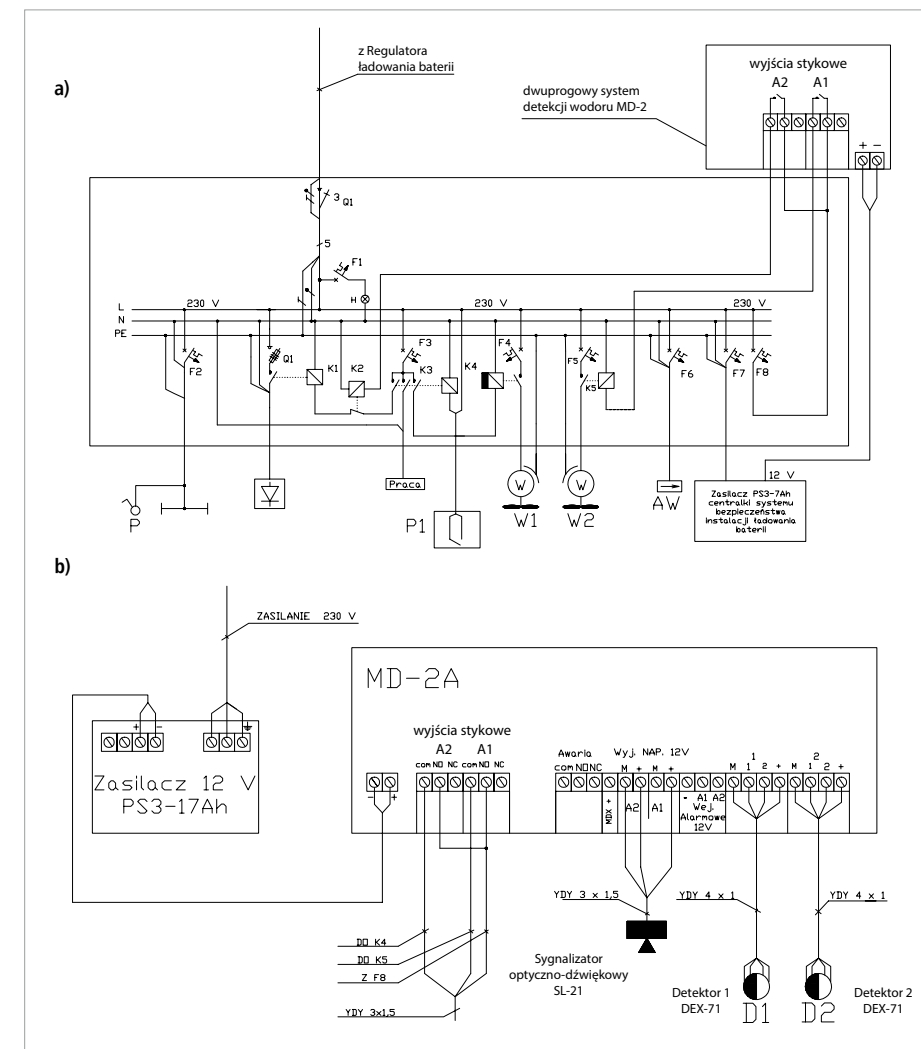 a)
z Regulatora
ładowania baterii
dwuprogowy system
detekcji wodoru MD-2
wyjścia stykowe
A2 A1
+ −
3 Q1
5
F1
H
L 230 V 230 V 230 V
N
PE
F2
Q1
K1
K2
F3
K3
K4
F4
F5
K5
F6
F7
F8
Praca
P
P1
W
W1
W
W2
AW
12 V
Zasilacz PS3-7Ah
centralki systemu
bezpieczeństwa
instalacji ładowania
baterii
b)
ZASILANIE 230 V
+ -
Zasilacz 12 V
PS3-17Ah
MD-2A
wyjścia stykowe
A2 A1
com NO NC com NO NC
- +
Awaria
com NO NC
MDX +
Wyj. NAP. 12V
M + M +
A2 A1
- A1 A2
Wej.
Alarmowe
12V
1
M 1 2 +
2
M 1 2 +
DO K4
DO K5
Z F8
YDY 3x1,5
YDY 3 x 1,5
YDY 4 x 1
YDY 4 x 1
Sygnalizator
optyczno-dźwiękowy
SL-21
Detektor 1
DEX-71
D1
D2
Detektor 2
DEX-71